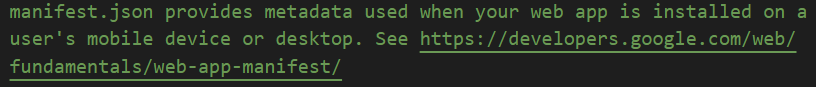 manifest.json provides metadata used when your web app is installed on a
user's mobile device or desktop. See https://developers.google.com/web/
fundamentals/web-app-manifest/